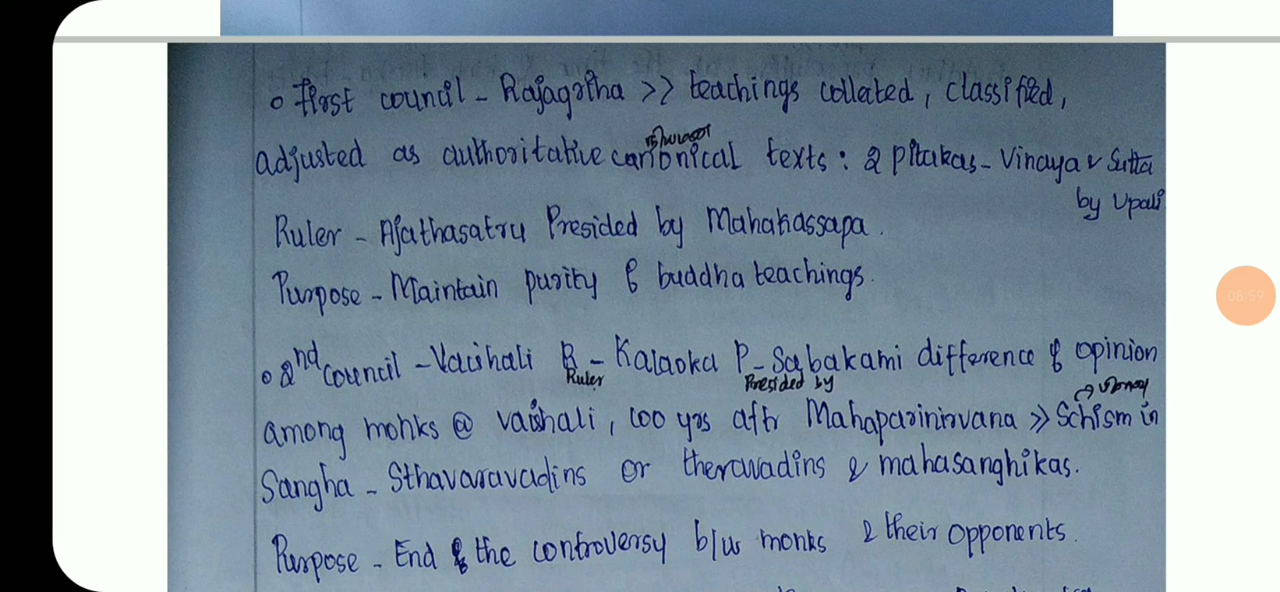 o First council - Rajagriha >> teachings collated, classified,
adjusted as authoritative canonical texts : 2 pitakas - Vinaya & Sutta
by Upali
Ruler - Ajathasatru Presided by Mahakassapa.
Purpose - Maintain purity of buddha teachings.
o 2nd council - Vaishali R - Kalaoka P - Sabakami difference of opinion
Ruler Presided by
among monks @ vaishali, 100 yrs aftr Mahaparinirvana >> Schism in
Sangha - Sthavaravadins or theravadins & mahasanghikas.
Purpose - End of the controversy b/w monks & their opponents.
08:59